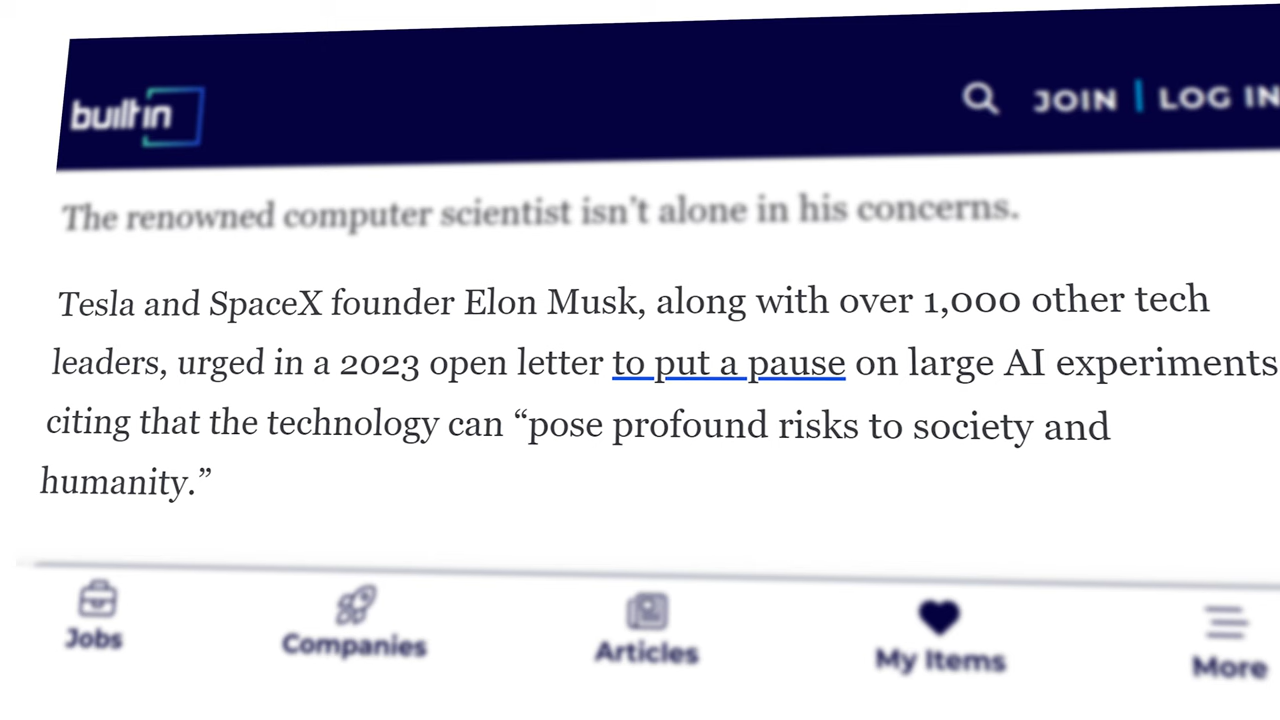 builtin
JOIN | LOG IN
The renowned computer scientist isn't alone in his concerns.
Tesla and SpaceX founder Elon Musk, along with over 1,000 other tech
leaders, urged in a 2023 open letter to put a pause on large AI experiments
citing that the technology can “pose profound risks to society and
humanity.”
Jobs Companies Articles My Items More